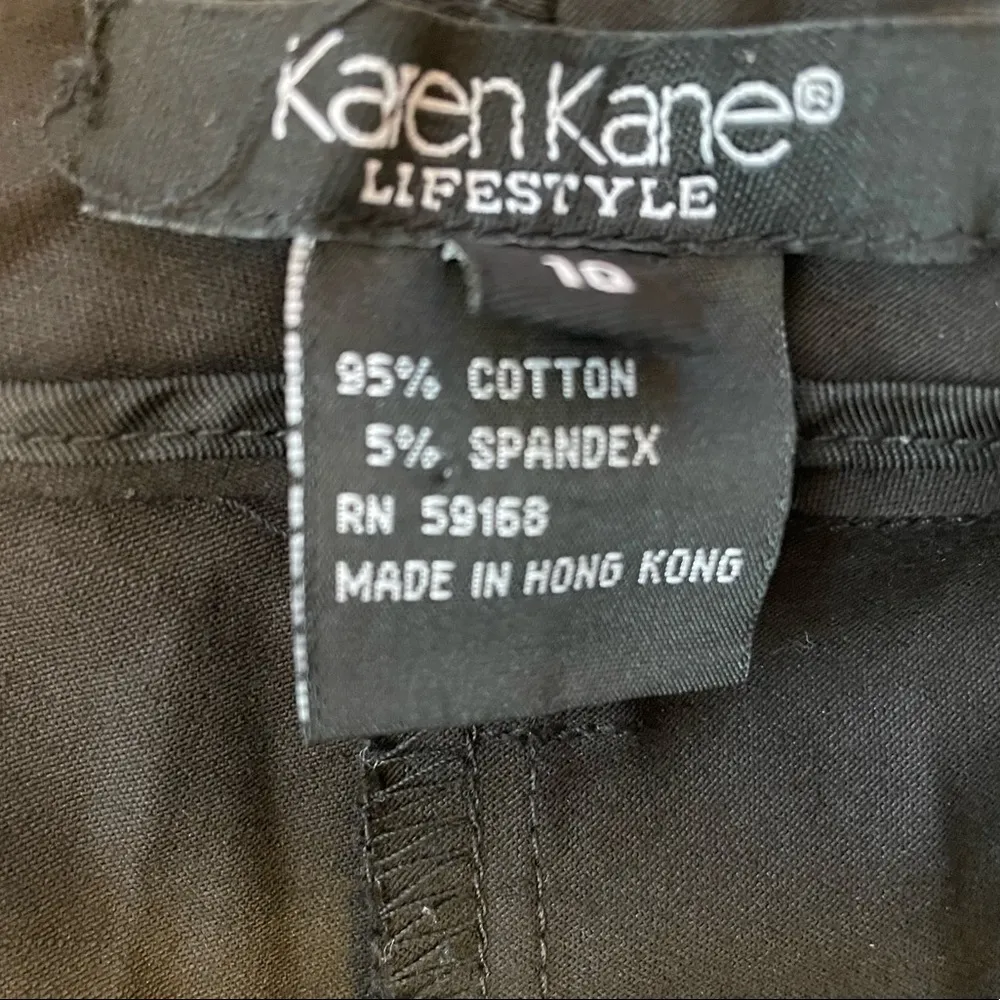 Karen Kane®
LIFESTYLE
10
95% COTTON
5% SPANDEX
RN 59168
MADE IN HONG KONG